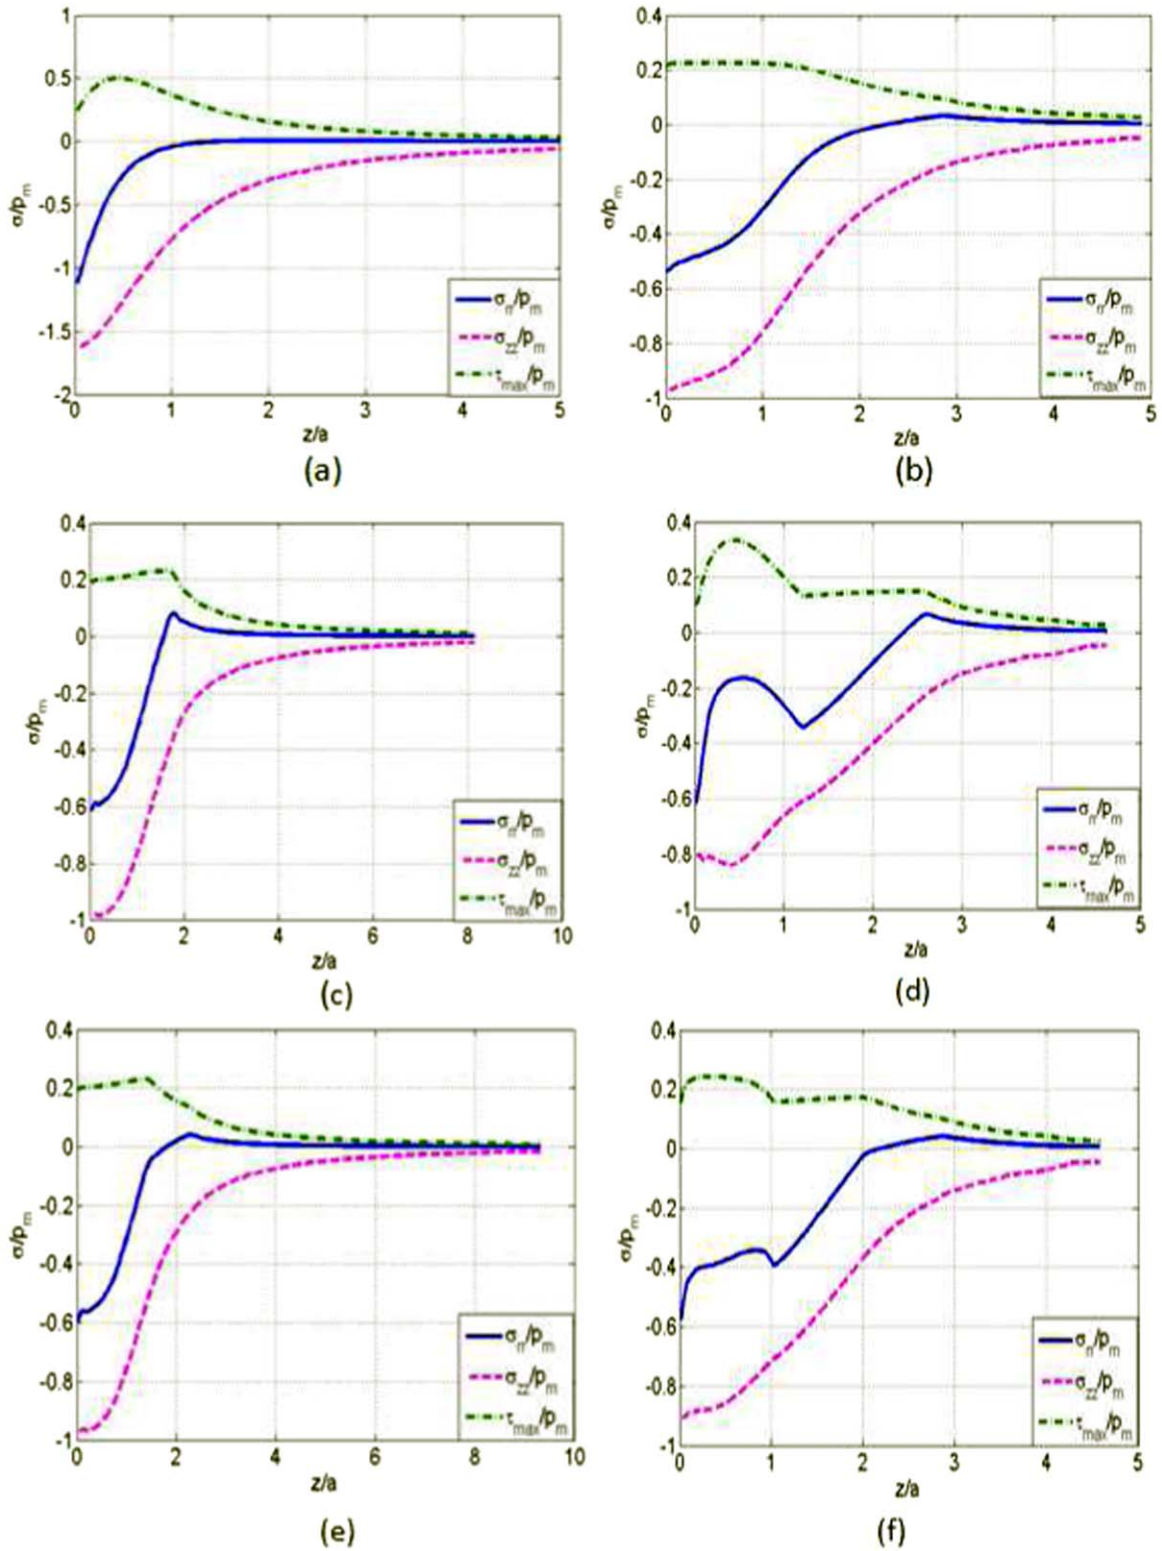 1
0.5
0
-0.5
-1
-1.5
-2
0 1 2 3 4 5
σ/pm
z/a
σrr/pm
σzz/pm
τmax/pm
(a)
0.4
0.2
0
-0.2
-0.4
-0.6
-0.8
-1
0 1 2 3 4 5
σ/pm
z/a
σrr/pm
σzz/pm
τmax/pm
(b)
0.4
0.2
0
-0.2
-0.4
-0.6
-0.8
-1
0 2 4 6 8 10
σ/pm
z/a
σrr/pm
σzz/pm
τmax/pm
(c)
0.4
0.2
0
-0.2
-0.4
-0.6
-0.8
-1
0 1 2 3 4 5
σ/pm
z/a
σrr/pm
σzz/pm
τmax/pm
(d)
0.4
0.2
0
-0.2
-0.4
-0.6
-0.8
-1
0 2 4 6 8 10
σ/pm
z/a
σrr/pm
σzz/pm
τmax/pm
(e)
0.4
0.2
0
-0.2
-0.4
-0.6
-0.8
-1
0 1 2 3 4 5
σ/pm
z/a
σrr/pm
σzz/pm
τmax/pm
(f)